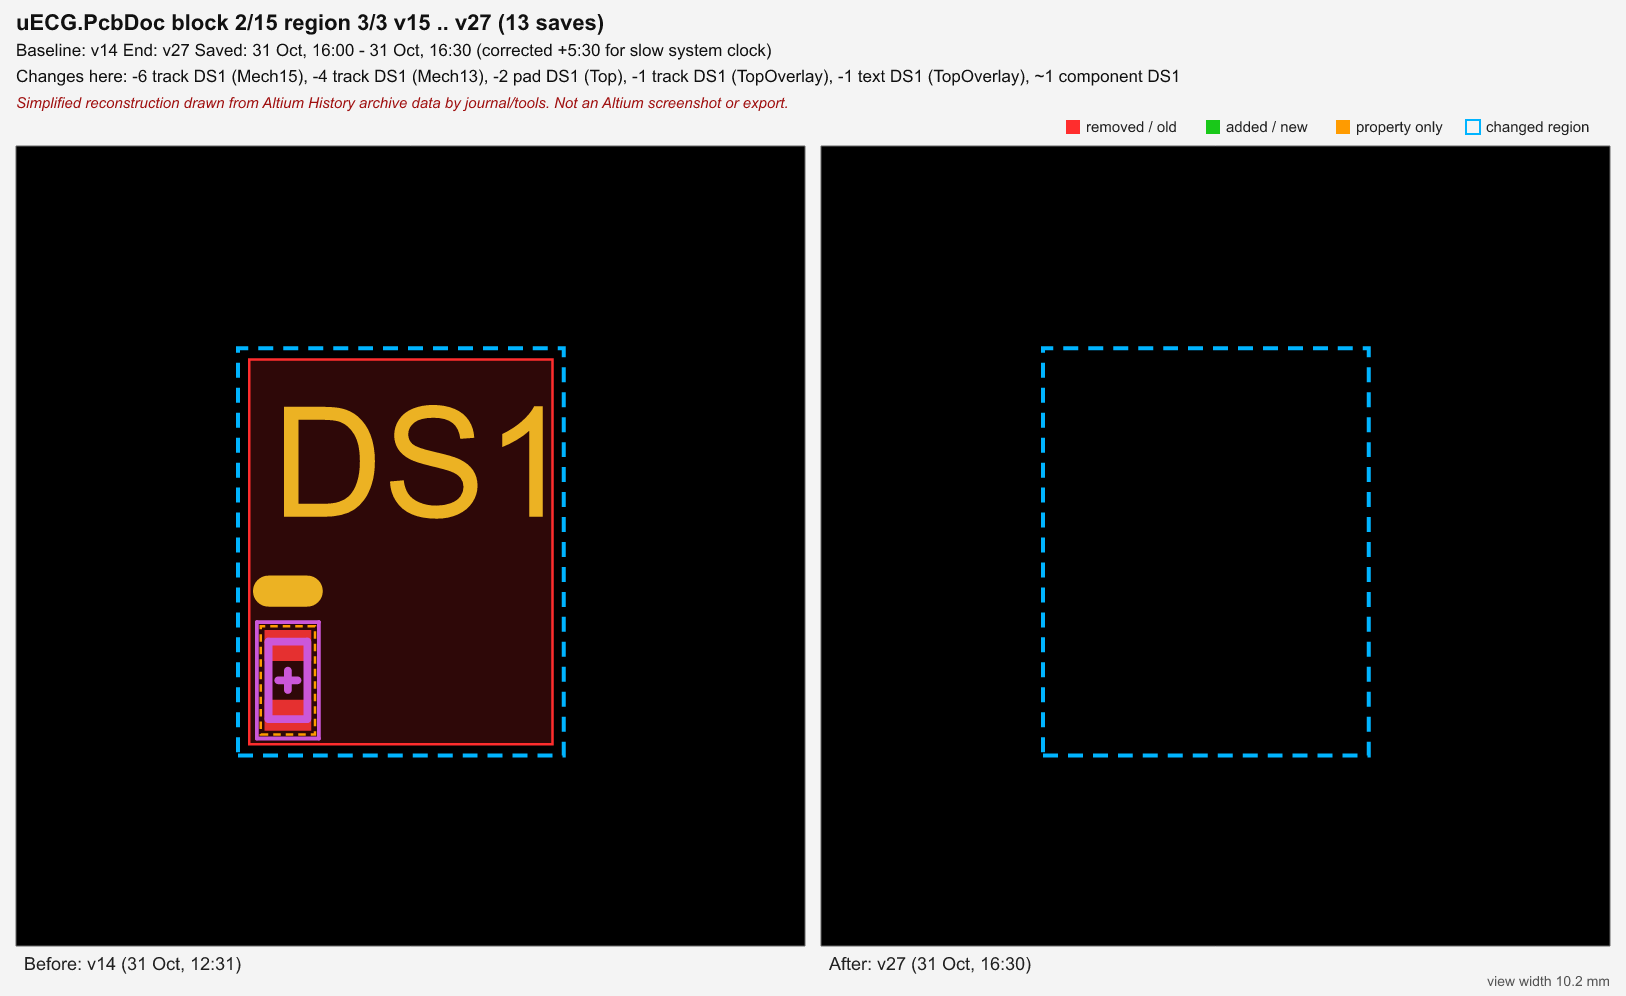 uECG.PcbDoc block 2/15 region 3/3 v15 .. v27 (13 saves)
Baseline: v14 End: v27 Saved: 31 Oct, 16:00 - 31 Oct, 16:30 (corrected +5:30 for slow system clock)
Changes here: -6 track DS1 (Mech15), -4 track DS1 (Mech13), -2 pad DS1 (Top), -1 track DS1 (TopOverlay), -1 text DS1 (TopOverlay), ~1 component DS1
Simplified reconstruction drawn from Altium History archive data by journal/tools. Not an Altium screenshot or export.
removed / old added / new property only changed region
DS1
Before: v14 (31 Oct, 12:31)
After: v27 (31 Oct, 16:30)
view width 10.2 mm